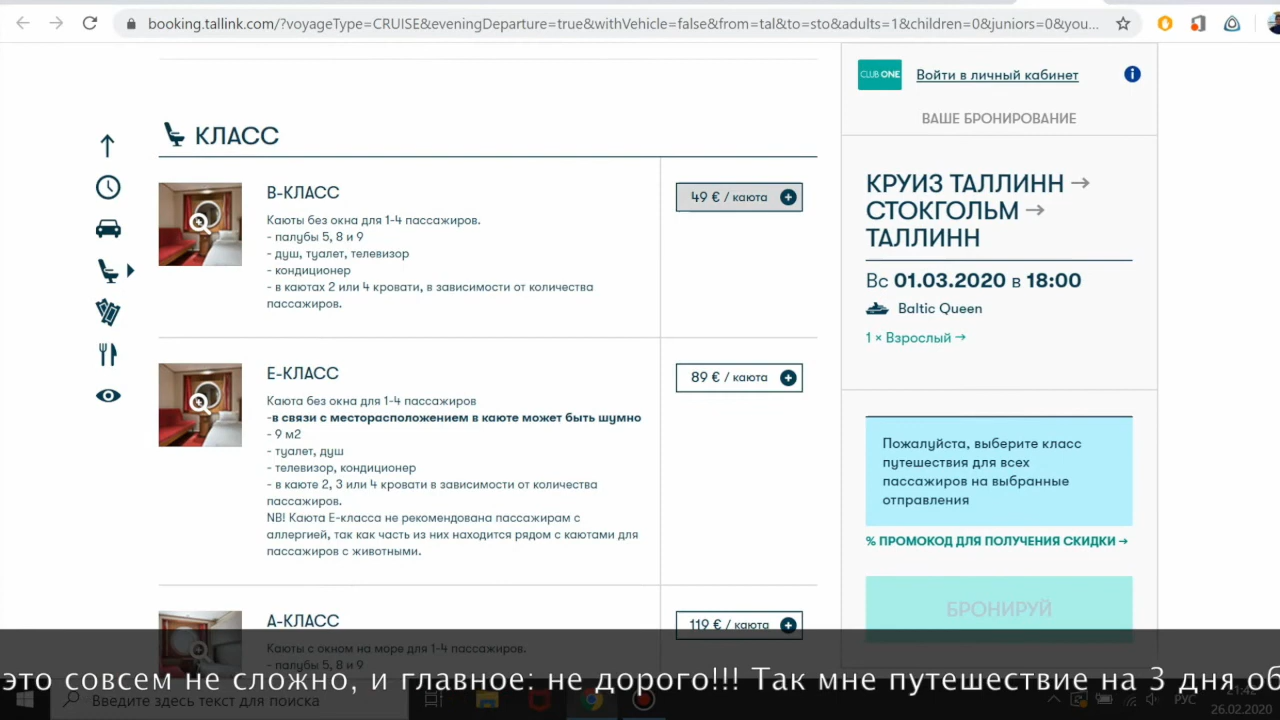 booking.tallink.com/?voyageType=CRUISE&eveningDeparture=true&withVehicle=false&from=tal&to=sto&adults=1&children=0&juniors=0&you...
CLUB ONE
Войти в личный кабинет
ВАШЕ БРОНИРОВАНИЕ
КЛАСС
B-КЛАСС
49 € / каюта
Каюты без окна для 1-4 пассажиров.
- палубы 5, 8 и 9
- душ, туалет, телевизор
- кондиционер
- в каютах 2 или 4 кровати, в зависимости от количества
пассажиров.
E-КЛАСС
89 € / каюта
Каюта без окна для 1-4 пассажиров
-в связи с месторасположением в каюте может быть шумно
- 9 м2
- туалет, душ
- телевизор, кондиционер
- в каюте 2, 3 или 4 кровати в зависимости от количества
пассажиров.
NB! Каюта Е-класса не рекомендована пассажирам с
аллергией, так как часть из них находится рядом с каютами для
пассажиров с животными.
A-КЛАСС
119 € / каюта
Каюты с окном на море для 1-4 пассажиров.
- палубы 5, 8 и 9
КРУИЗ ТАЛЛИНН →
СТОКГОЛЬМ →
ТАЛЛИНН
Вс 01.03.2020 в 18:00
Baltic Queen
1 × Взрослый →
Пожалуйста, выберите класс
путешествия для всех
пассажиров на выбранные
отправления
% ПРОМОКОД ДЛЯ ПОЛУЧЕНИЯ СКИДКИ →
БРОНИРУЙ
это совсем не сложно, и главное: не дорого!!! Так мне путешествие на 3 дня об
Введите здесь текст для поиска
РУС
21:42
26.02.2020